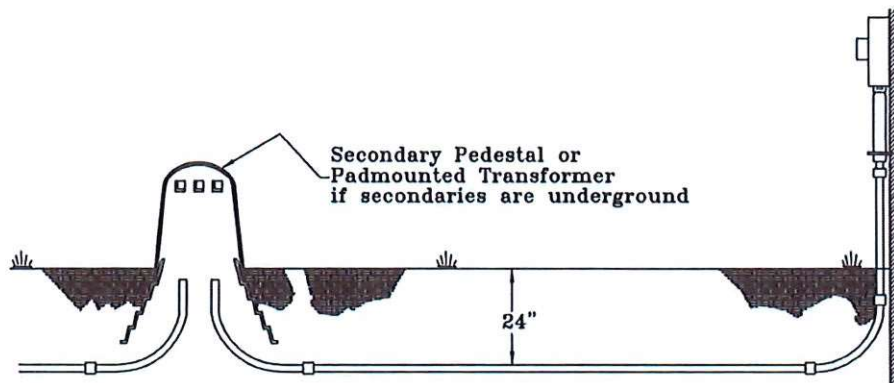 Secondary Pedestal or
Padmounted Transformer
if secondaries are underground
24"